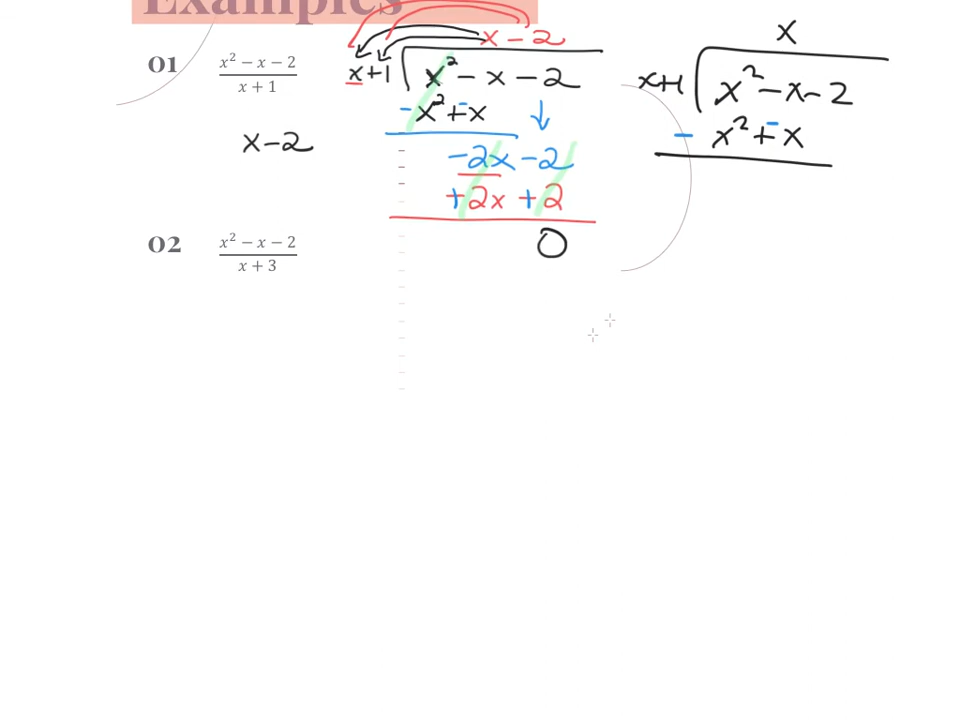 Examples
01 x² − x − 2 / x + 1
x − 2
x − 2
x+1 x² − x − 2
− x² + − x
−2x −2
+2x +2
0
x
x+1 x² − x − 2
− x² + − x
02 x² − x − 2 / x + 3